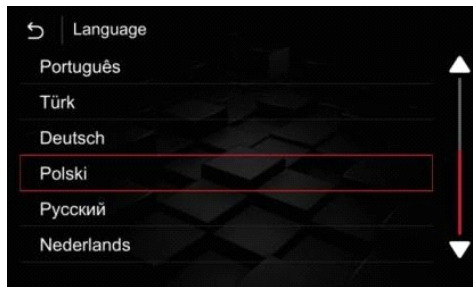 Language
Português
Türk
Deutsch
Polski
Русский
Nederlands